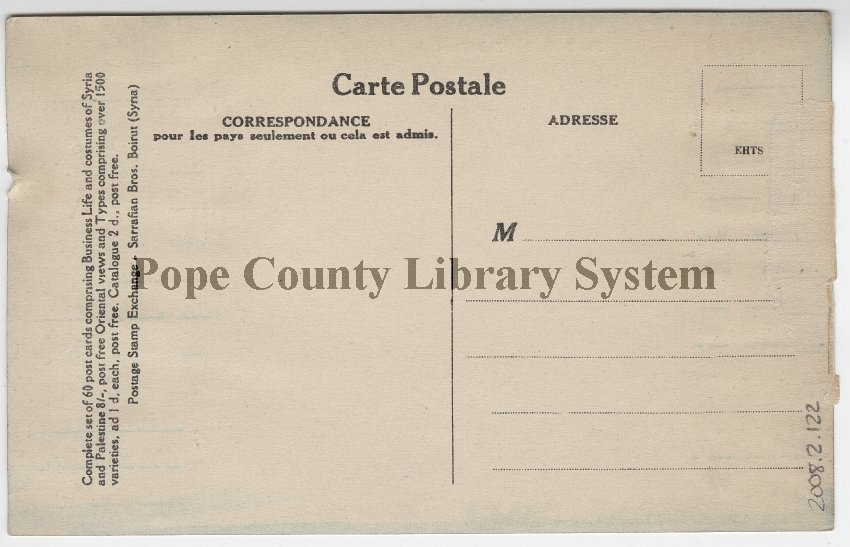 Carte Postale
CORRESPONDANCE
pour les pays seulement ou cela est admis.
ADRESSE
EHTS
M
Complete set of 60 post cards comprising Business Life and costumes of Syria
and Palestine 8/-, post free Oriental views and Types comprising over 1500
varieties, ad 1 d, each, post free. Catalogue 2 d., post free.
Postage Stamp Exchange, Sarrafian Bros. Boirut (Syria)
Pope County Library System
2008.2.122